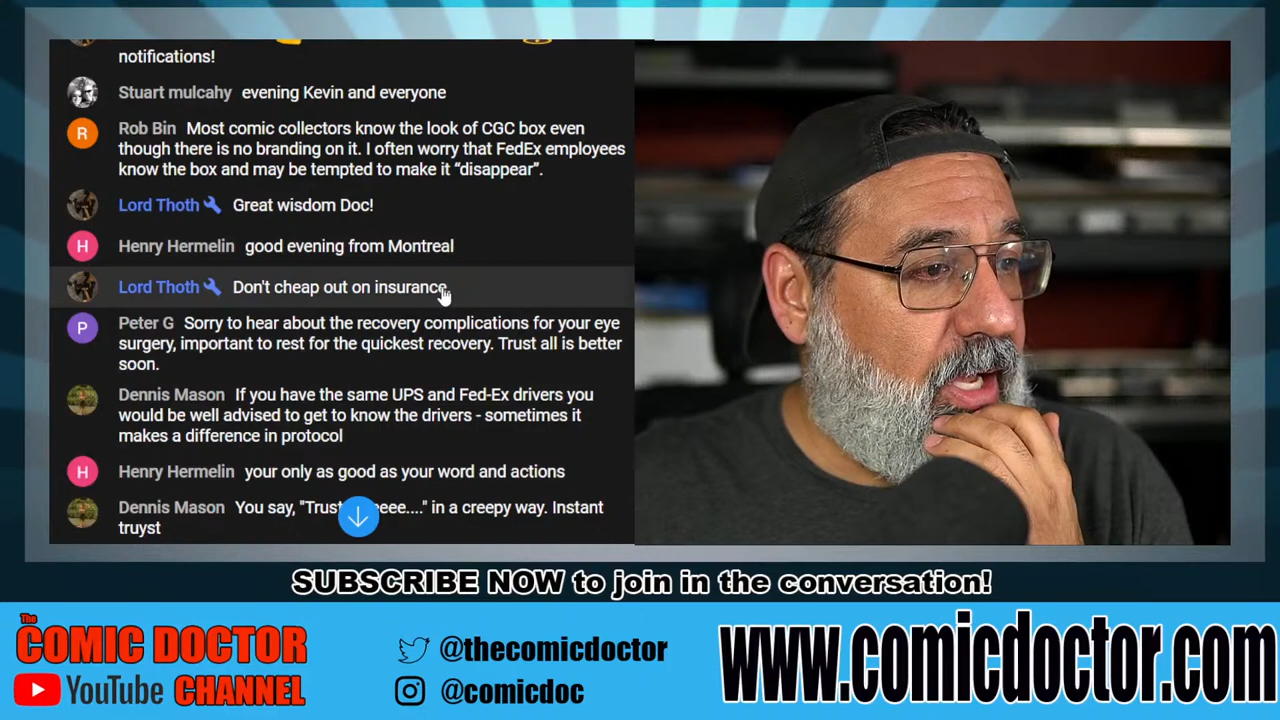 notifications!
Stuart mulcahy evening Kevin and everyone
R Rob Bin Most comic collectors know the look of CGC box even
though there is no branding on it. I often worry that FedEx employees
know the box and may be tempted to make it “disappear”.
Lord Thoth Great wisdom Doc!
H Henry Hermelin good evening from Montreal
Lord Thoth Don't cheap out on insurance
P Peter G Sorry to hear about the recovery complications for your eye
surgery, important to rest for the quickest recovery. Trust all is better
soon.
Dennis Mason If you have the same UPS and Fed-Ex drivers you
would be well advised to get to know the drivers - sometimes it
makes a difference in protocol
H Henry Hermelin your only as good as your word and actions
Dennis Mason You say, "Trust eee...." in a creepy way. Instant
truyst
SUBSCRIBE NOW to join in the conversation!
The
COMIC DOCTOR
YouTube CHANNEL
@thecomicdoctor
@comicdoc
www.comicdoctor.com